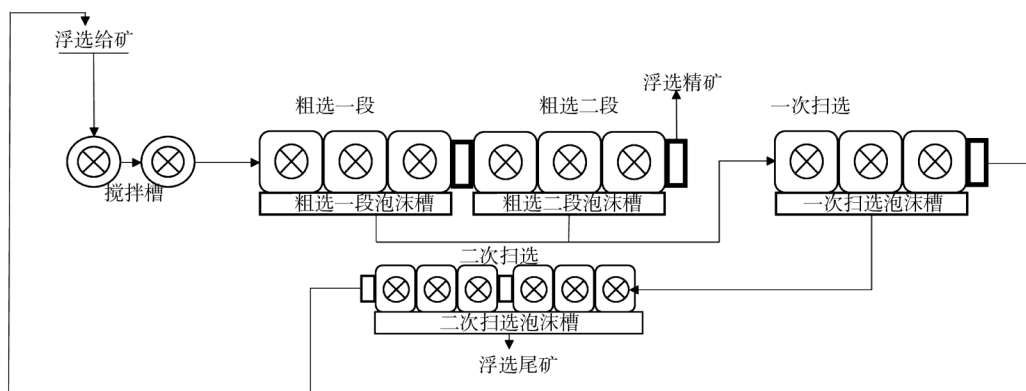 浮选给矿
搅拌槽
粗选一段
粗选二段
浮选精矿
一次扫选
粗选一段泡沫槽
粗选二段泡沫槽
一次扫选泡沫槽
二次扫选
二次扫选泡沫槽
浮选尾矿